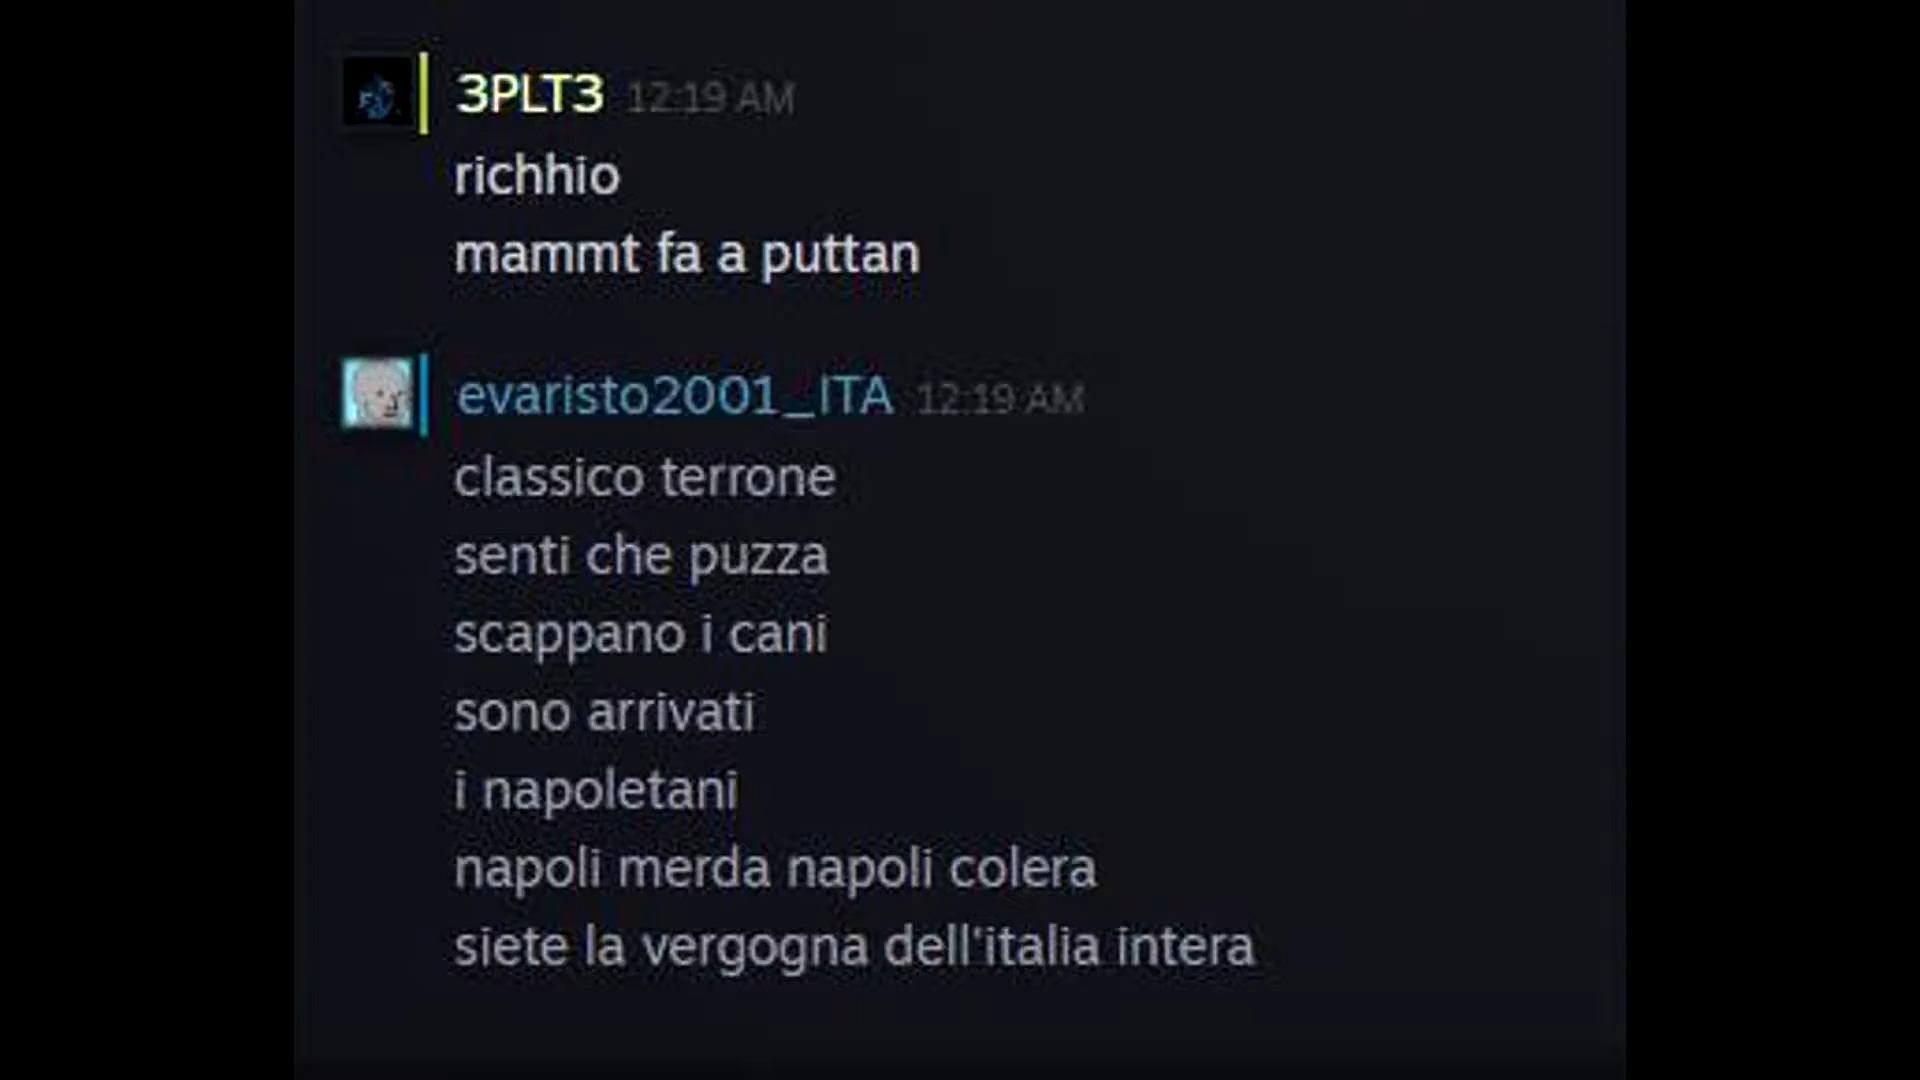 3PLT3 12:19 AM
richhio
mammt fa a puttan
evaristo2001_ITA 12:19 AM
classico terrone
senti che puzza
scappano i cani
sono arrivati
i napoletani
napoli merda napoli colera
siete la vergogna dell'italia intera